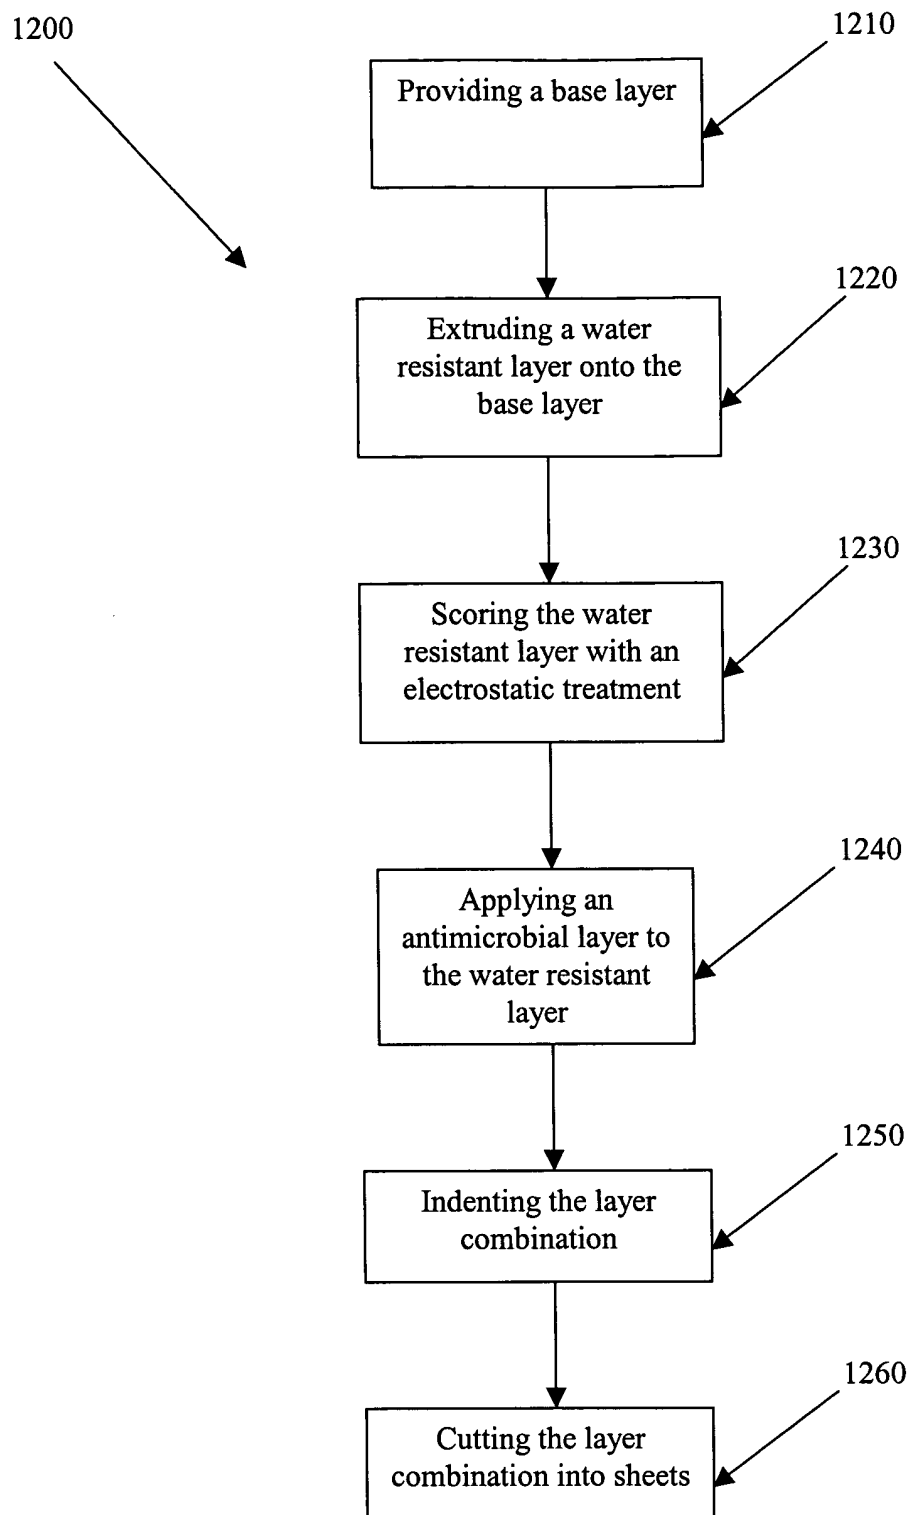 1200
1210
Providing a base layer
1220
Extruding a water
resistant layer onto the
base layer
1230
Scoring the water
resistant layer with an
electrostatic treatment
1240
Applying an
antimicrobial layer to
the water resistant
layer
1250
Indenting the layer
combination
1260
Cutting the layer
combination into sheets